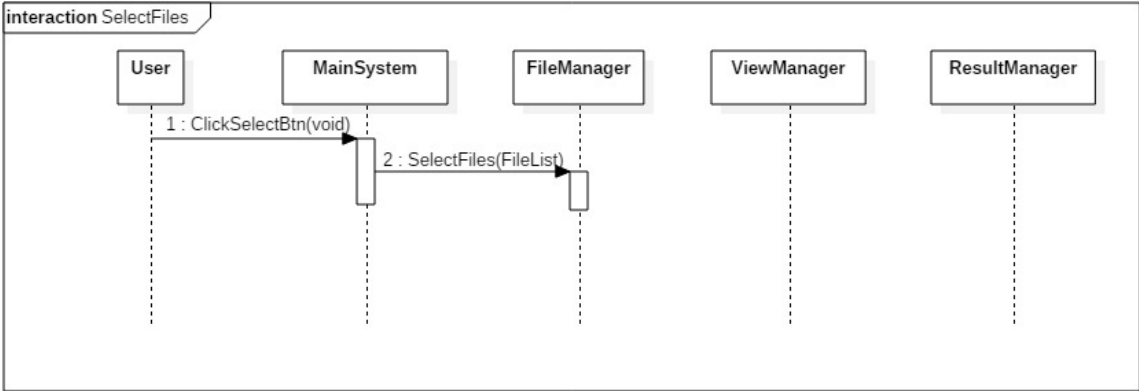 interaction SelectFiles
User
MainSystem
FileManager
ViewManager
ResultManager
1 : ClickSelectBtn(void)
2 : SelectFiles(FileList)